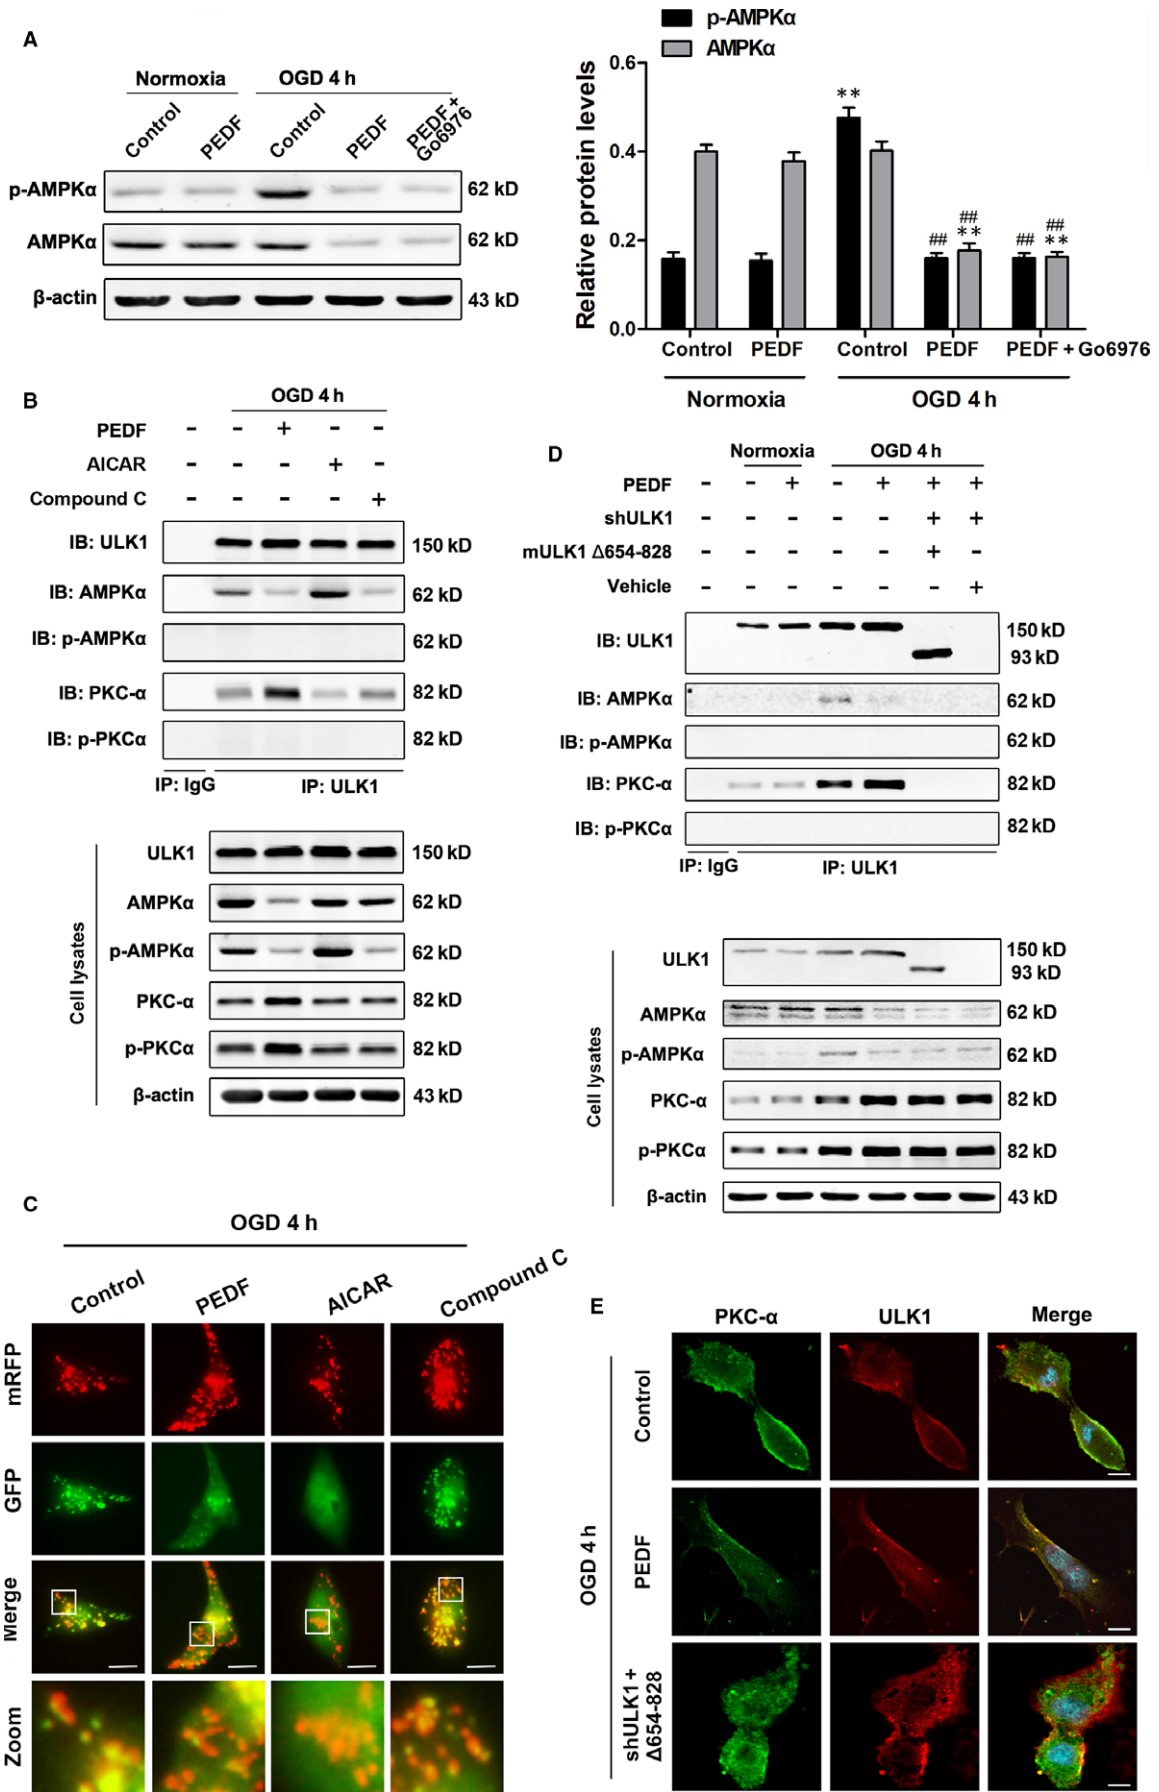 A
Normoxia
OGD 4 h
Control
PEDF
Control
PEDF
PEDF +
Go6976
p-AMPKα
62 kD
AMPKα
62 kD
β-actin
43 kD
p-AMPKα
AMPKα
Relative protein levels
0.6
0.4
0.2
0.0
**
##
##
**
##
##
**
Control
PEDF
Control
PEDF
PEDF + Go6976
Normoxia
OGD 4 h
B
OGD 4 h
PEDF - - + - -
AICAR - - - + -
Compound C - - - - +
IB: ULK1
150 kD
IB: AMPKα
62 kD
IB: p-AMPKα
62 kD
IB: PKC-α
82 kD
IB: p-PKCα
82 kD
IP: IgG
IP: ULK1
Cell lysates
ULK1
150 kD
AMPKα
62 kD
p-AMPKα
62 kD
PKC-α
82 kD
p-PKCα
82 kD
β-actin
43 kD
C
OGD 4 h
Control
PEDF
AICAR
Compound C
mRFP
GFP
Merge
Zoom
D
Normoxia
OGD 4 h
PEDF - - + - + + +
shULK1 - - - - - + +
mULK1 Δ654-828 - - - - - + -
Vehicle - - - - - - +
IB: ULK1
150 kD
93 kD
IB: AMPKα
62 kD
IB: p-AMPKα
62 kD
IB: PKC-α
82 kD
IB: p-PKCα
82 kD
IP: IgG
IP: ULK1
Cell lysates
ULK1
150 kD
93 kD
AMPKα
62 kD
p-AMPKα
62 kD
PKC-α
82 kD
p-PKCα
82 kD
β-actin
43 kD
E
PKC-α
ULK1
Merge
OGD 4 h
Control
PEDF
shULK1 +
Δ654-828